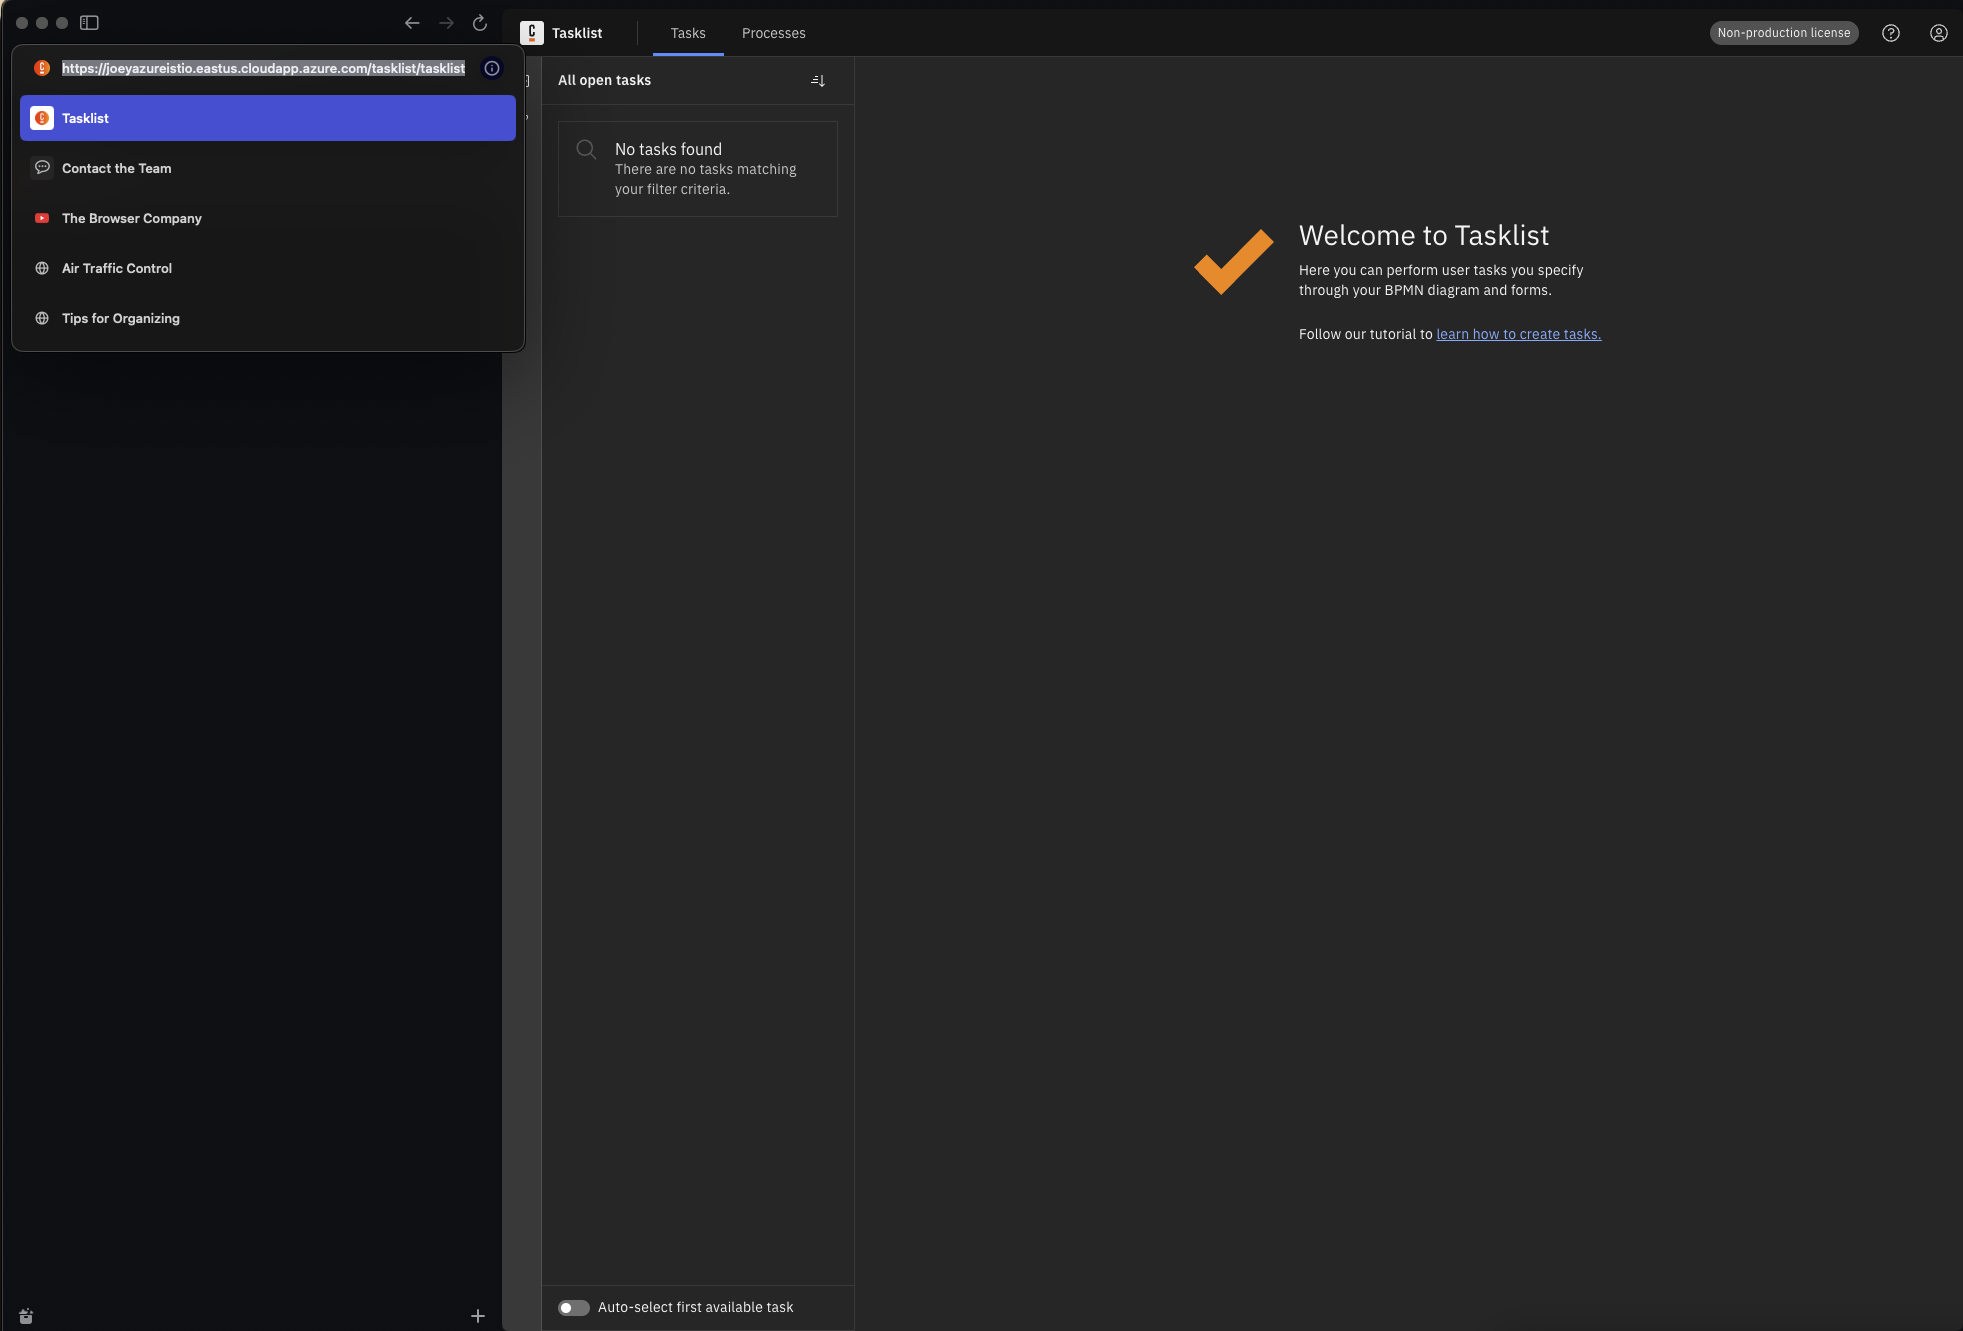 https://joeyazureistio.eastus.cloudapp.azure.com/tasklist/tasklist
Tasklist
Contact the Team
The Browser Company
Air Traffic Control
Tips for Organizing
Tasklist
Tasks
Processes
Non-production license
All open tasks
No tasks found
There are no tasks matching
your filter criteria.
Welcome to Tasklist
Here you can perform user tasks you specify
through your BPMN diagram and forms.
Follow our tutorial to learn how to create tasks.
Auto-select first available task